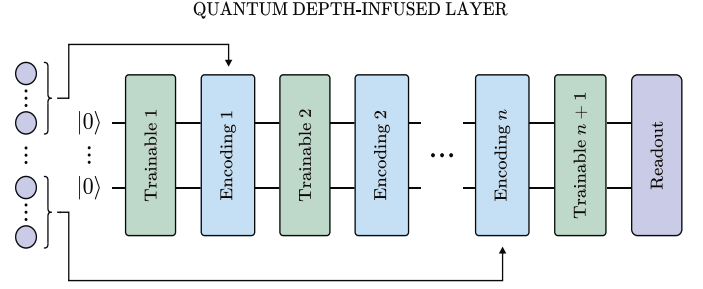 QUANTUM DEPTH-INFUSED LAYER
|0⟩
⋮
|0⟩
Trainable 1
Encoding 1
Trainable 2
Encoding 2
...
Encoding n
Trainable n + 1
Readout